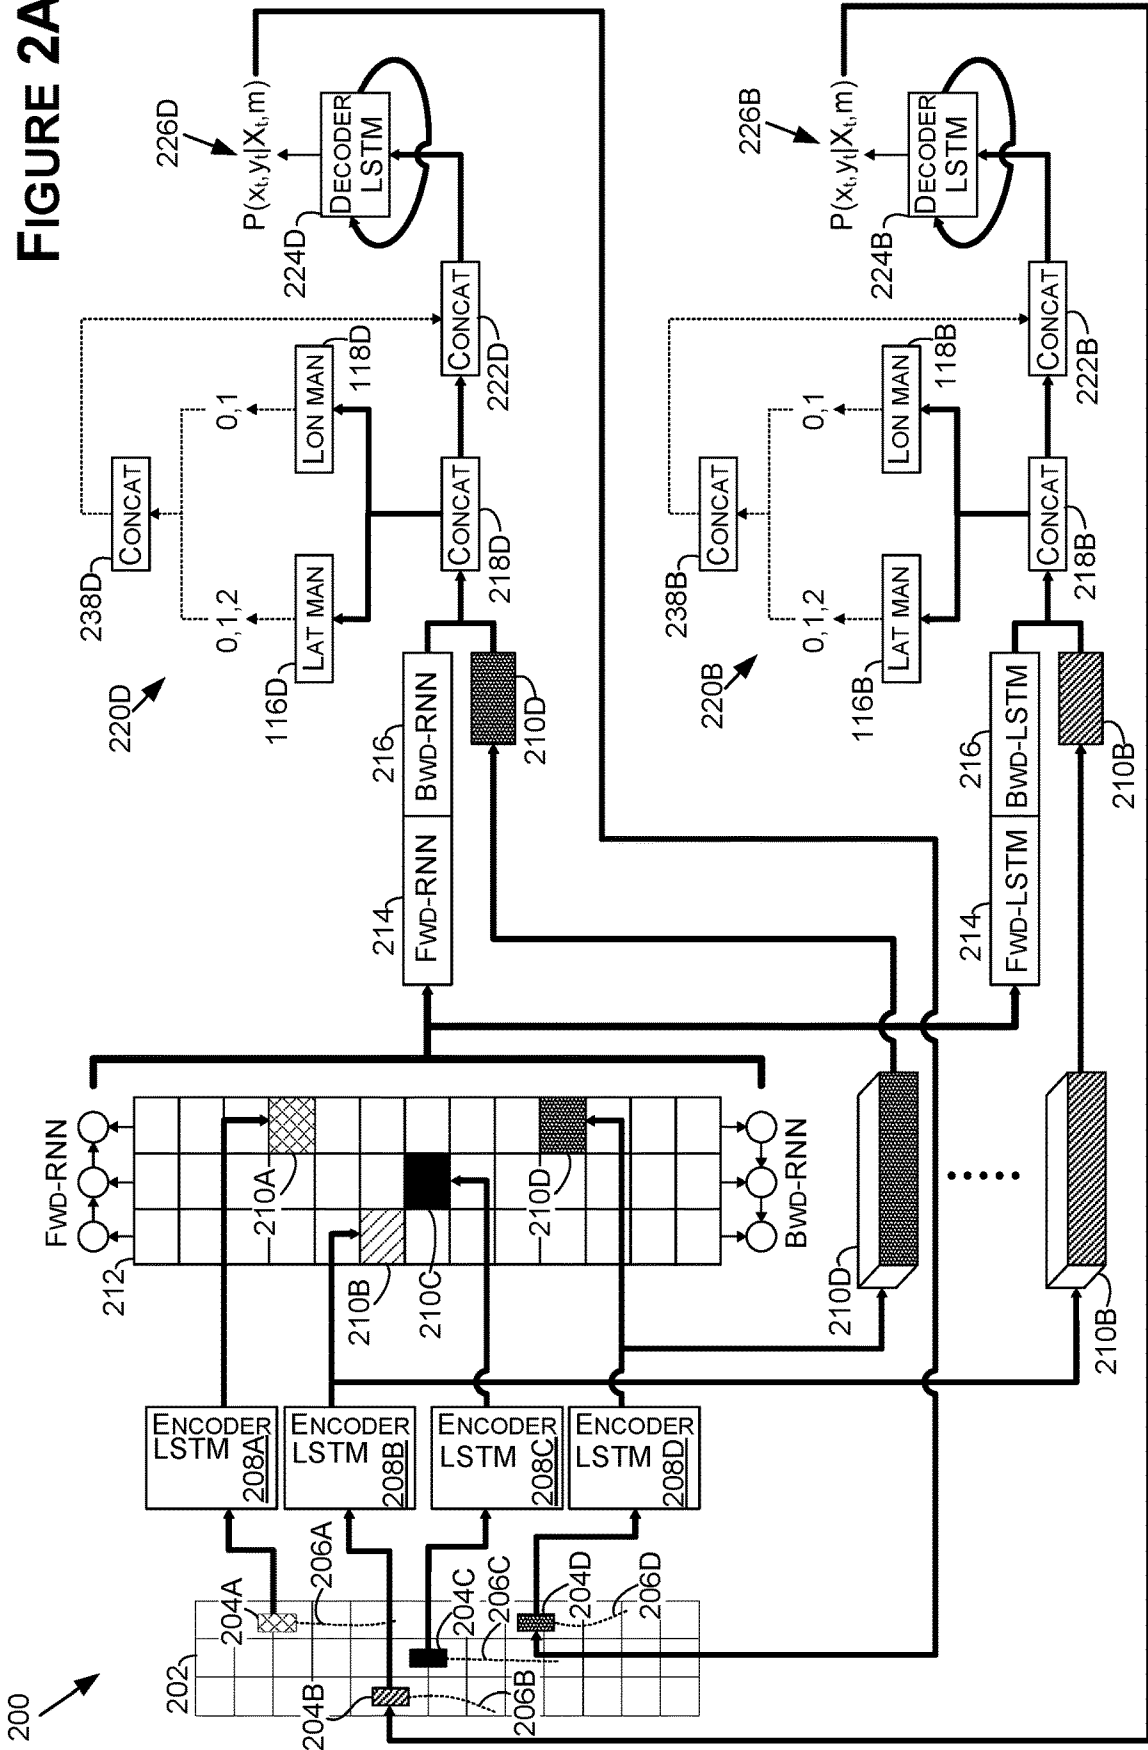 FIGURE 2A
200
202
204A
206A
204B
206B
204C
206C
204D
206D
ENCODER
LSTM
208A
ENCODER
LSTM
208B
ENCODER
LSTM
208C
ENCODER
LSTM
208D
212
FWD-RNN
210A
210B
210C
210D
BWD-RNN
210D
210B
214
FWD-RNN
216
BWD-RNN
210D
220D
116D
LAT MAN
0,1,2
238D
CONCAT
LON MAN
118D
0,1
CONCAT
218D
CONCAT
222D
224D
DECODER
LSTM
P(xt,yt|Xt,m)
226D
214
FWD-LSTM
216
BWD-LSTM
210B
220B
116B
LAT MAN
0,1,2
238B
CONCAT
LON MAN
118B
0,1
CONCAT
218B
CONCAT
222B
224B
DECODER
LSTM
P(xt,yt|Xt,m)
226B